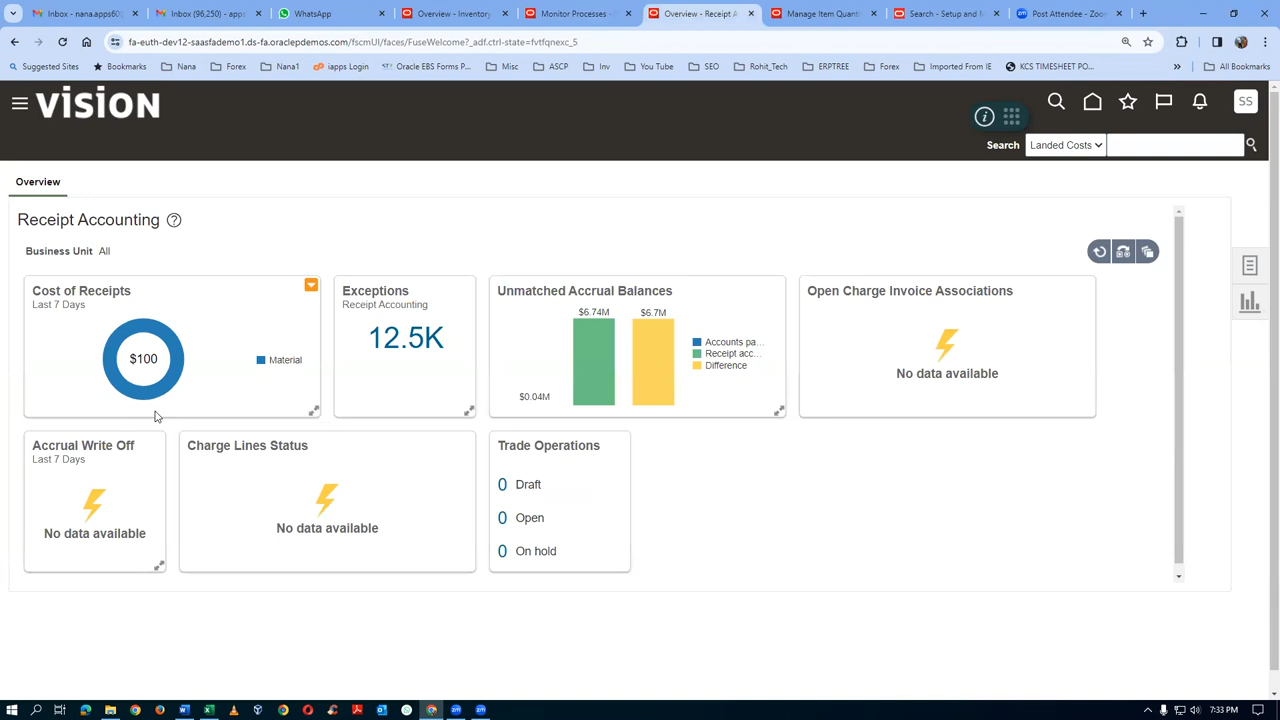 Inbox - nana.apps60@
Inbox (96,250) - apps
WhatsApp
Overview - Inventory
Monitor Processes -
Overview - Receipt A
Manage Item Quanti
Search - Setup and M
Post Attendee - Zoo
fa-euth-dev12-saasfademo1.ds-fa.oraclepdemos.com/fscmUI/faces/FuseWelcome?_adf.ctrl-state=fvtfqnexc_5
Suggested Sites
Bookmarks
Nana
Forex
Nana1
iapps Login
Oracle EBS Forms P...
Misc
ASCP
Inv
You Tube
SEO
Rohit_Tech
ERPTREE
Forex
Imported From IE
KCS TIMESHEET PO...
All Bookmarks
VISION
SS
Search
Landed Costs
Overview
Receipt Accounting
Business Unit All
Cost of Receipts
Last 7 Days
$100
Material
Exceptions
Receipt Accounting
12.5K
Unmatched Accrual Balances
$6.74M
$6.7M
$0.04M
Accounts pa...
Receipt acc...
Difference
Open Charge Invoice Associations
No data available
Accrual Write Off
Last 7 Days
No data available
Charge Lines Status
No data available
Trade Operations
0 Draft
0 Open
0 On hold
7:33 PM